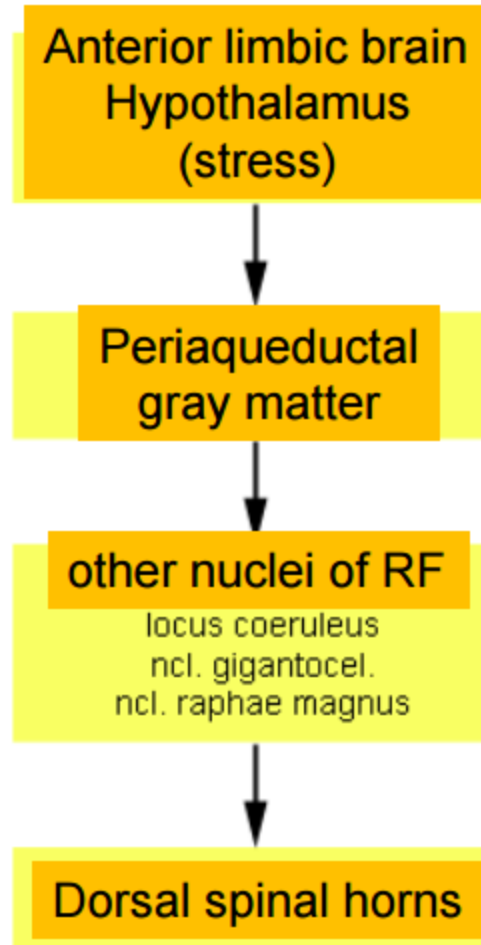 Anterior limbic brain
Hypothalamus
(stress)
Periaqueductal
gray matter
other nuclei of RF
locus coeruleus
ncl. gigantocel.
ncl. raphae magnus
Dorsal spinal horns